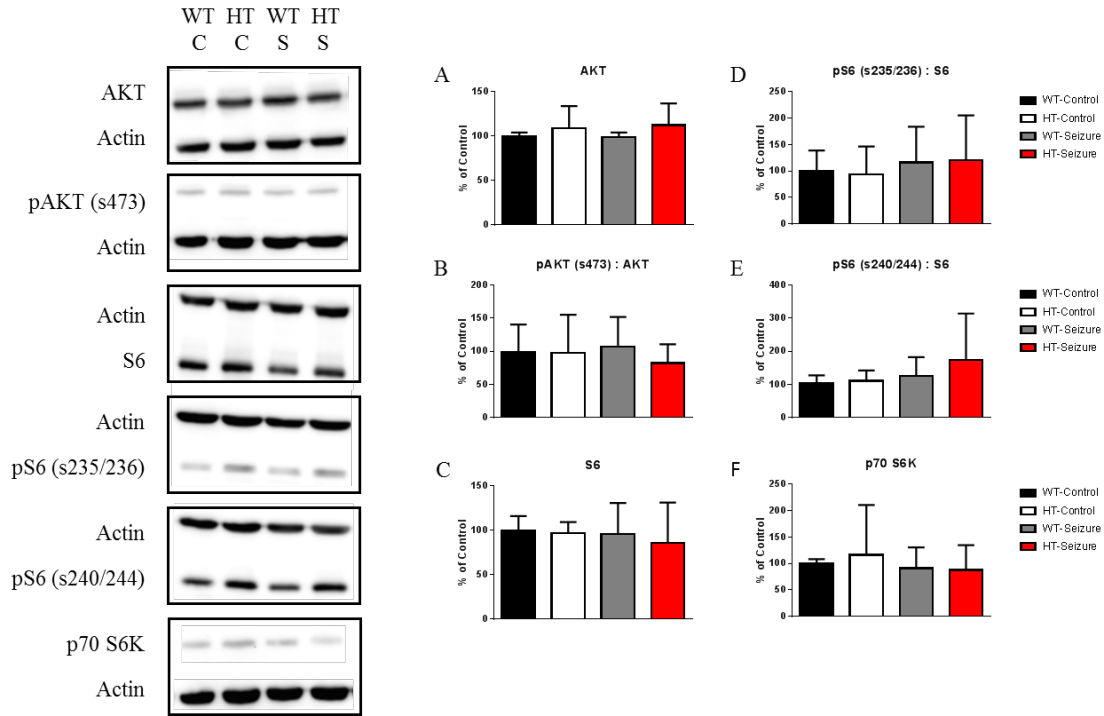 WT HT WT HT
C C S S
AKT
Actin
pAKT (s473)
Actin
Actin
S6
Actin
pS6 (s235/236)
Actin
pS6 (s240/244)
p70 S6K
Actin
A
AKT
% of Control
150
100
50
0
B
pAKT (s473) : AKT
% of Control
200
150
100
50
0
C
S6
% of Control
150
100
50
0
D
pS6 (s235/236) : S6
% of Control
250
200
150
100
50
0
WT-Control
HT-Control
WT-Seizure
HT-Seizure
E
pS6 (s240/244) : S6
% of Control
400
300
200
100
0
WT-Control
HT-Control
WT-Seizure
HT-Seizure
F
p70 S6K
% of Control
250
200
150
100
50
0
WT-Control
HT-Control
WT-Seizure
HT-Seizure